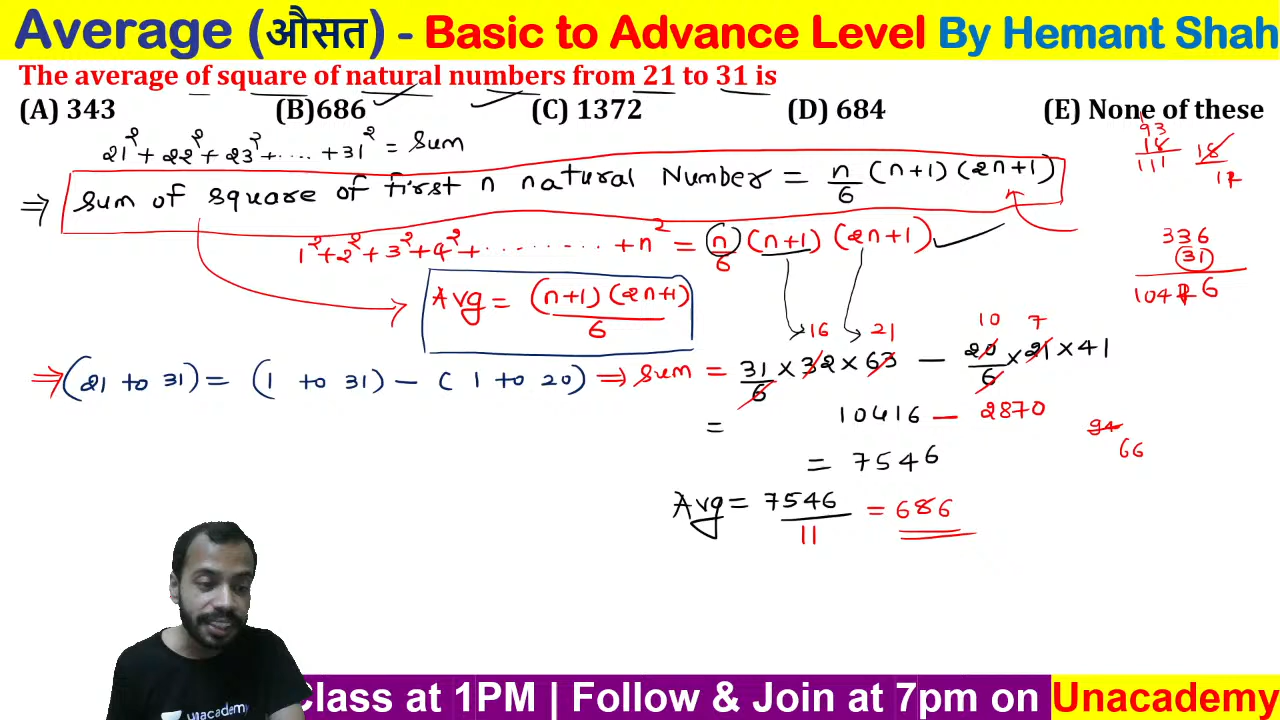 Average (औसत) - Basic to Advance Level By Hemant Shah
The average of square of natural numbers from 21 to 31 is
(A) 343 (B)686 (C) 1372 (D) 684 (E) None of these
21² + 22² + 23² + .... + 31² = Sum
93
18
111
18
⇒ Sum of square of first n natural Number = n/6 (n+1) (2n+1)
1² + 2² + 3² + 4² + .......... + n² = n/6 (n+1) (2n+1)
336
31
Avg = (n+1) (2n+1) / 6
16 21 10 7
⇒ (21 to 31) = (1 to 31) - (1 to 20) ⇒ Sum = 31/6 × 32 × 63 - 20/6 × 21 × 41
= 10416 - 2870
66
= 7546
Avg = 7546/11 = 686
unacademy
Class at 1PM | Follow & Join at 7pm on Unacademy